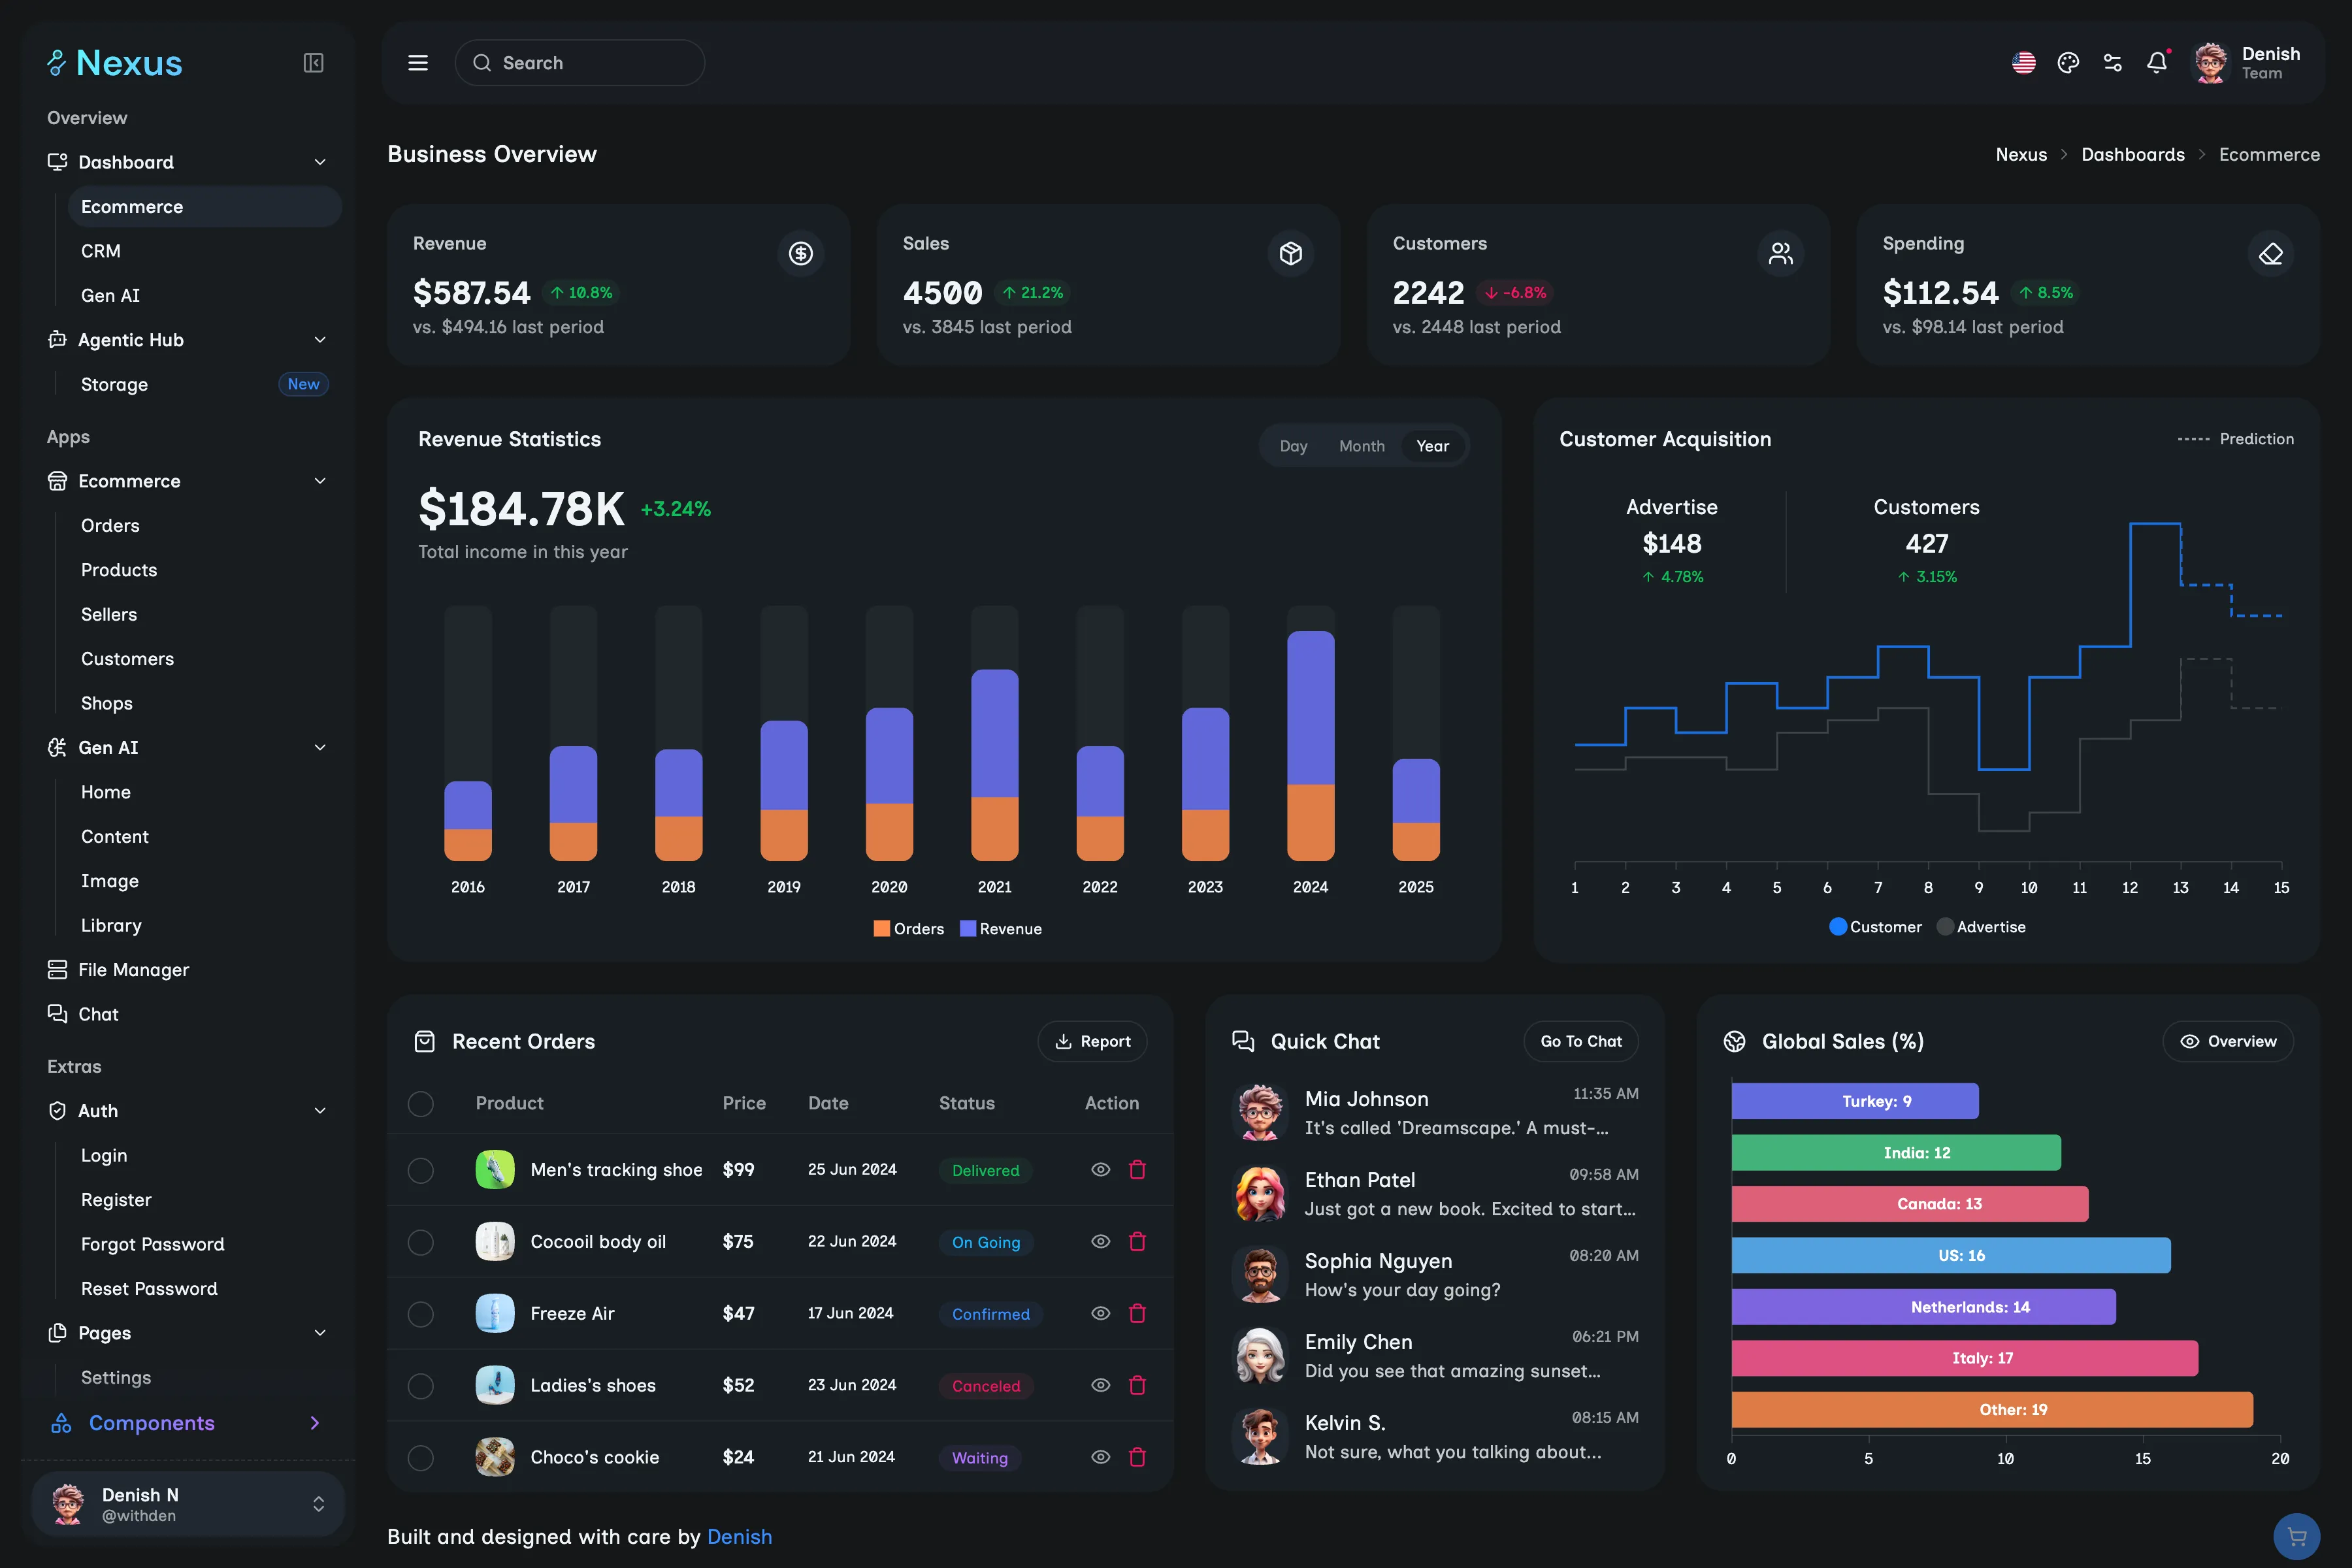 Nexus
Overview
Dashboard
Ecommerce
CRM
Gen AI
Agentic Hub
Storage New
Apps
Ecommerce
Orders
Products
Sellers
Customers
Shops
Gen AI
Home
Content
Image
Library
File Manager
Chat
Extras
Auth
Login
Register
Forgot Password
Reset Password
Pages
Settings
Components
Denish N
@withden
Search
Denish
Team
Business Overview
Nexus > Dashboards > Ecommerce
Revenue
$587.54 ↑ 10.8%
vs. $494.16 last period
Sales
4500 ↑ 21.2%
vs. 3845 last period
Customers
2242 ↓ -6.8%
vs. 2448 last period
Spending
$112.54 ↑ 8.5%
vs. $98.14 last period
Revenue Statistics
Day Month Year
$184.78K +3.24%
Total income in this year
2016 2017 2018 2019 2020 2021 2022 2023 2024 2025
Orders Revenue
Customer Acquisition
Prediction
Advertise
$148
↑ 4.78%
Customers
427
↑ 3.15%
1 2 3 4 5 6 7 8 9 10 11 12 13 14 15
Customer Advertise
Recent Orders
Report
Product Price Date Status Action
Men's tracking shoe $99 25 Jun 2024 Delivered
Cocooil body oil $75 22 Jun 2024 On Going
Freeze Air $47 17 Jun 2024 Confirmed
Ladies's shoes $52 23 Jun 2024 Canceled
Choco's cookie $24 21 Jun 2024 Waiting
Quick Chat
Go To Chat
Mia Johnson 11:35 AM
It's called 'Dreamscape.' A must-...
Ethan Patel 09:58 AM
Just got a new book. Excited to start...
Sophia Nguyen 08:20 AM
How's your day going?
Emily Chen 06:21 PM
Did you see that amazing sunset...
Kelvin S. 08:15 AM
Not sure, what you talking about...
Global Sales (%)
Overview
Turkey: 9
India: 12
Canada: 13
US: 16
Netherlands: 14
Italy: 17
Other: 19
0 5 10 15 20
Built and designed with care by Denish